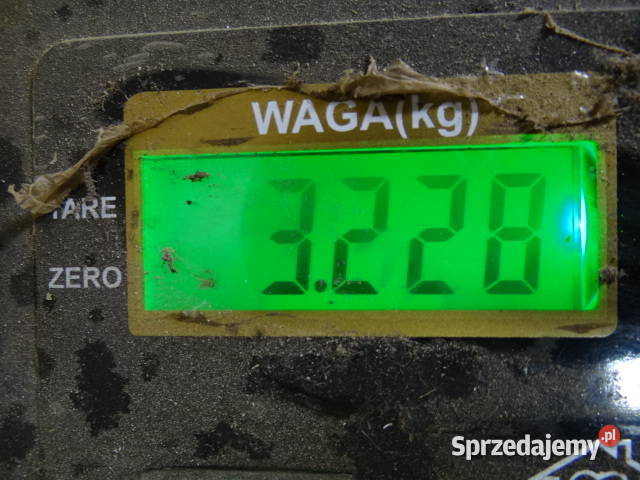 WAGA(kg)
TARE
3.228
ZERO
Sprzedajemy.pl